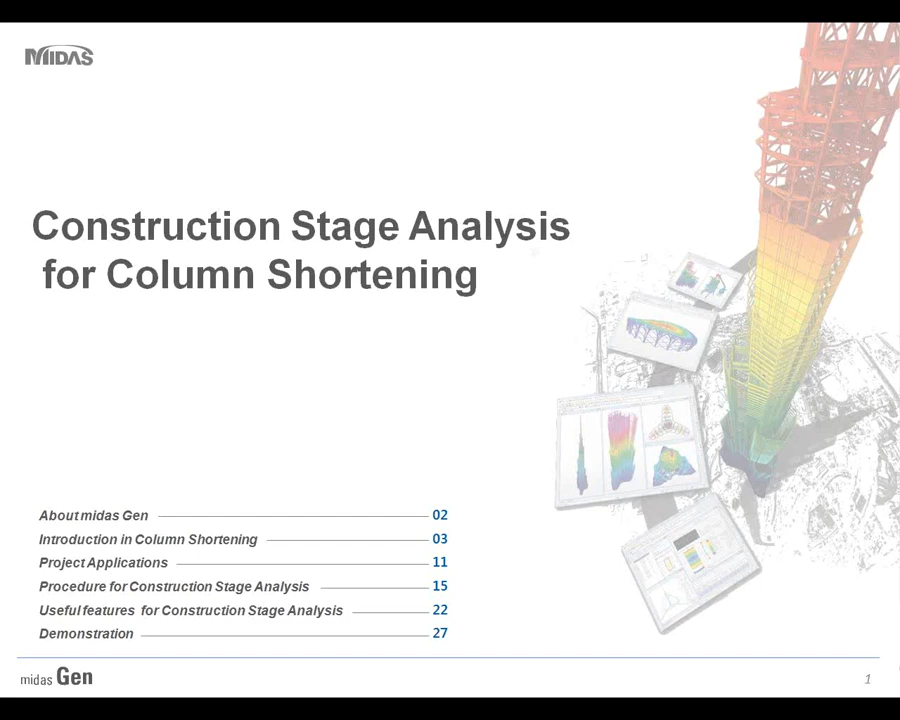 MIDAS
Construction Stage Analysis
for Column Shortening
About midas Gen 02
Introduction in Column Shortening 03
Project Applications 11
Procedure for Construction Stage Analysis 15
Useful features for Construction Stage Analysis 22
Demonstration 27
midas Gen
1